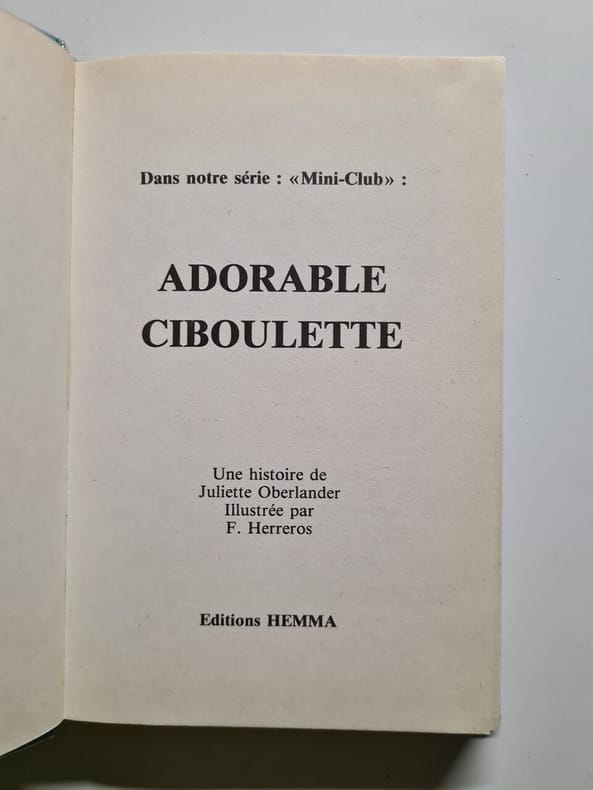 Dans notre série : «Mini-Club» :
ADORABLE
CIBOULETTE
Une histoire de
Juliette Oberlander
Illustrée par
F. Herreros
Editions HEMMA